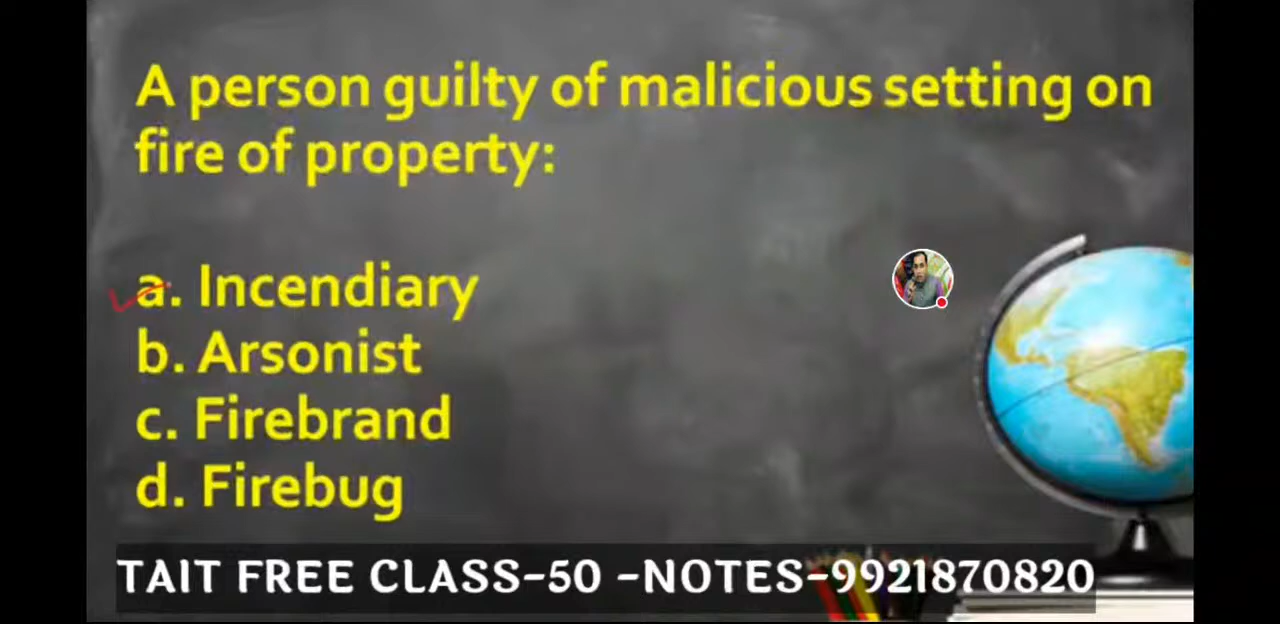 A person guilty of malicious setting on
fire of property:
a. Incendiary
b. Arsonist
c. Firebrand
d. Firebug
TAIT FREE CLASS-50 -NOTES-9921870820